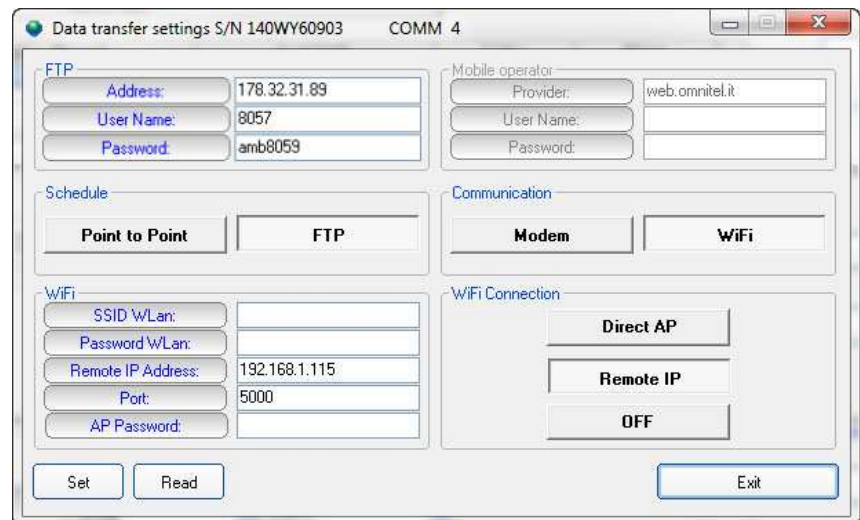 Data transfer settings S/N 140WY60903 COMM 4
FTP
Address: 178.32.31.89
User Name: 8057
Password: amb8059
Mobile operator
Provider: web.omnitel.it
User Name:
Password:
Schedule
Point to Point FTP
Communication
Modem WiFi
WiFi
SSID WLan:
Password WLan:
Remote IP Address: 192.168.1.115
Port: 5000
AP Password:
WiFi Connection
Direct AP
Remote IP
OFF
Set Read Exit